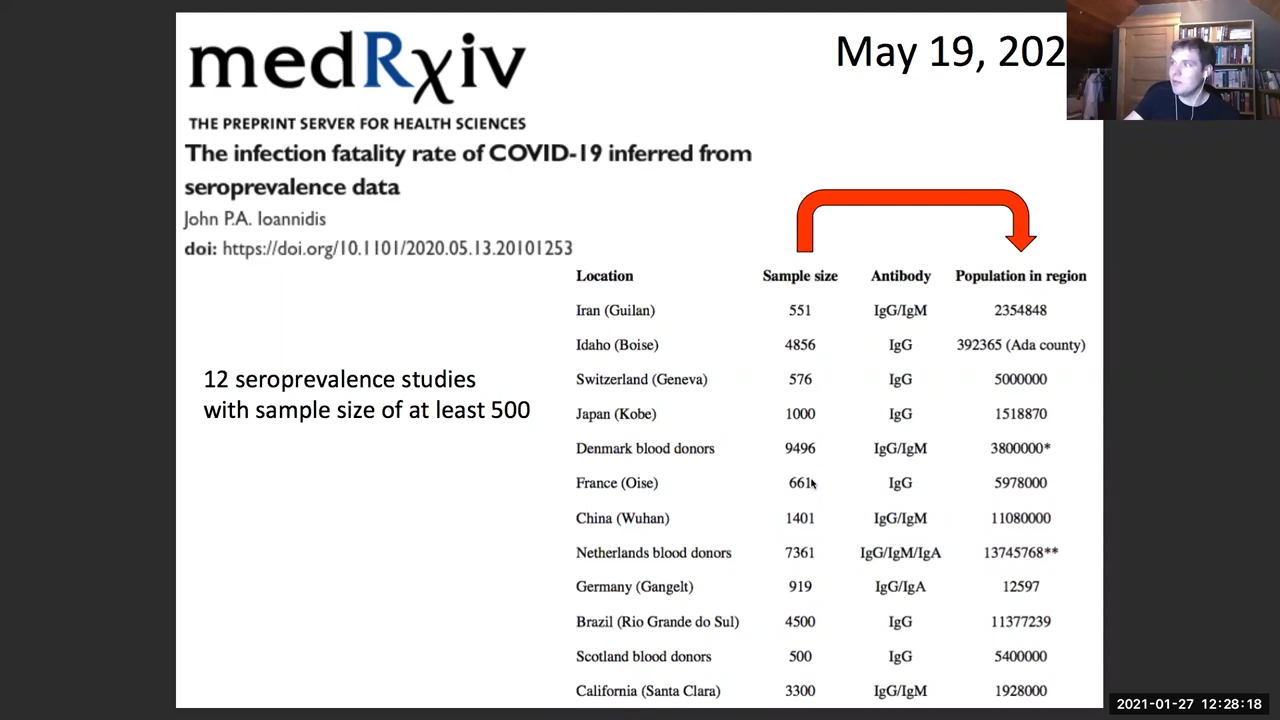 medRxiv
May 19, 202
THE PREPRINT SERVER FOR HEALTH SCIENCES
The infection fatality rate of COVID-19 inferred from
seroprevalence data
John P.A. Ioannidis
doi: https://doi.org/10.1101/2020.05.13.20101253
12 seroprevalence studies
with sample size of at least 500
Location Sample size Antibody Population in region
Iran (Guilan) 551 IgG/IgM 2354848
Idaho (Boise) 4856 IgG 392365 (Ada county)
Switzerland (Geneva) 576 IgG 5000000
Japan (Kobe) 1000 IgG 1518870
Denmark blood donors 9496 IgG/IgM 3800000*
France (Oise) 661 IgG 5978000
China (Wuhan) 1401 IgG/IgM 11080000
Netherlands blood donors 7361 IgG/IgM/IgA 13745768**
Germany (Gangelt) 919 IgG/IgA 12597
Brazil (Rio Grande do Sul) 4500 IgG 11377239
Scotland blood donors 500 IgG 5400000
California (Santa Clara) 3300 IgG/IgM 1928000
2021-01-27 12:28:18